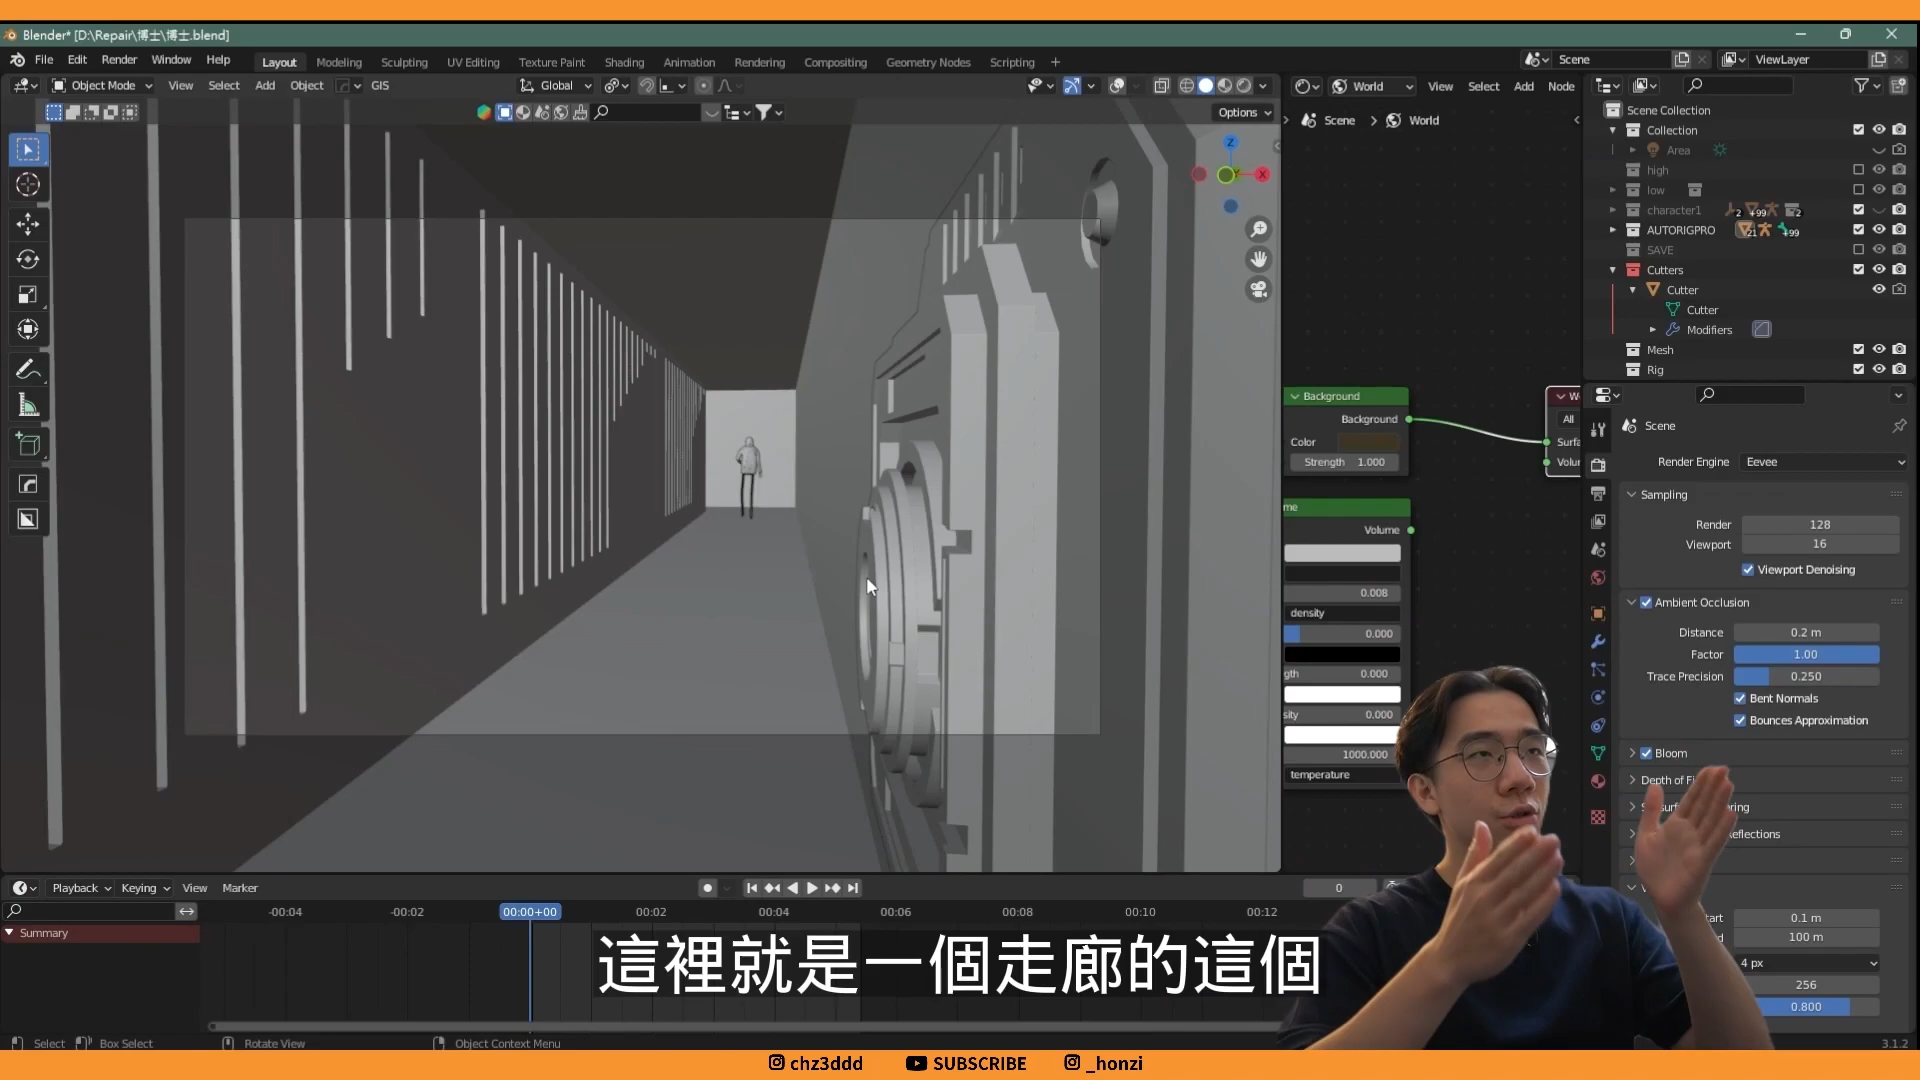 Blender* [D:\Repair\博士\博士.blend]
File Edit Render Window Help Layout Modeling Sculpting UV Editing Texture Paint Shading Animation Rendering Compositing Geometry Nodes Scripting + Scene ViewLayer
Object Mode View Select Add Object GIS Global World View Select Add Node
Options
Scene > World
Z
X
Scene Collection
Collection
Area
high
low
character1 2 +99 2
AUTORIGPRO 21 +99
SAVE
Cutters
Cutter
Cutter
Modifiers
Mesh
Rig
Background
Background
Color
Strength 1.000
All
Volume
0.008
density
0.000
0.000
0.000
1000.000
temperature
Scene
Render Engine Eevee
Sampling
Render 128
Viewport 16
Viewport Denoising
Ambient Occlusion
Distance 0.2 m
Factor 1.00
Trace Precision 0.250
Bent Normals
Bounces Approximation
Bloom
0.1 m
100 m
4 px
256
0.800
Playback Keying View Marker 0
-00:04 -00:02 00:00+00 00:02 00:04 00:06 00:08 00:10 00:12
Summary
這裡就是一個走廊的這個
Select Box Select Rotate View Object Context Menu 3.1.2
chz3ddd SUBSCRIBE _honzi